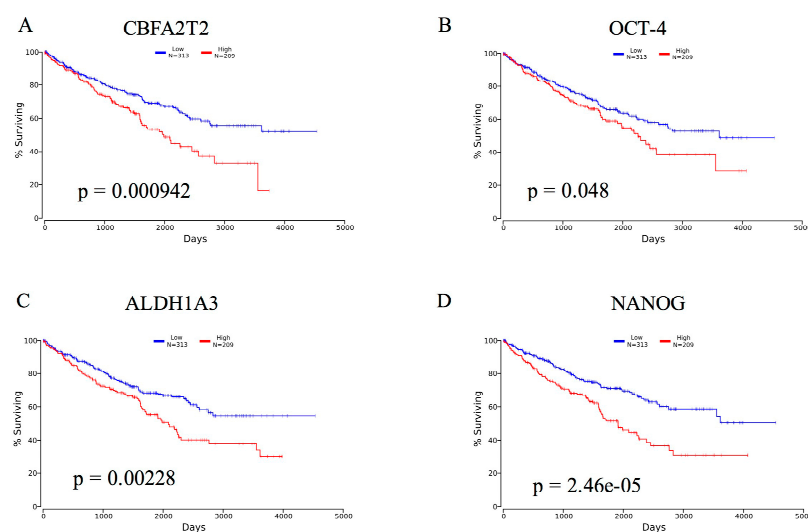 A
CBFA2T2
Low
N=313
High
N=209
100
80
60
40
20
0
% Surviving
p = 0.000942
0 1000 2000 3000 4000 5000
Days
B
OCT-4
Low
N=313
High
N=209
100
80
60
40
20
0
% Surviving
p = 0.048
0 1000 2000 3000 4000 5000
Days
C
ALDH1A3
Low
N=313
High
N=209
100
80
60
40
20
0
% Surviving
p = 0.00228
0 1000 2000 3000 4000 5000
Days
D
NANOG
Low
N=313
High
N=209
100
80
60
40
20
0
% Surviving
p = 2.46e-05
0 1000 2000 3000 4000 500
Days